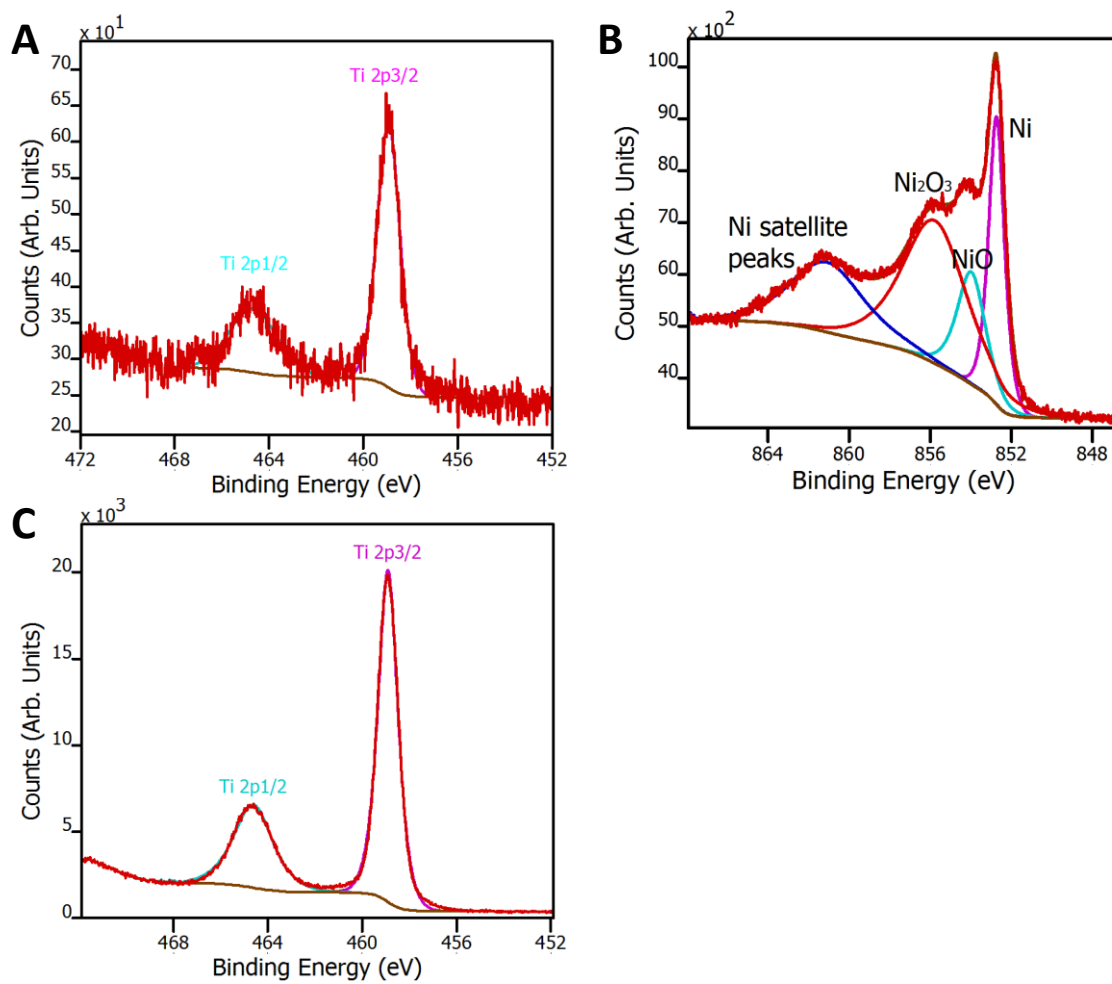 A
x 10¹
Counts (Arb. Units)
70
65
60
55
50
45
40
35
30
25
20
Ti 2p3/2
Ti 2p1/2
472 468 464 460 456 452
Binding Energy (eV)
B
x 10²
Counts (Arb. Units)
100
90
80
70
60
50
40
Ni
Ni₂O₃
Ni satellite
peaks
NiO
864 860 856 852 848
Binding Energy (eV)
C
x 10³
Counts (Arb. Units)
20
15
10
5
0
Ti 2p3/2
Ti 2p1/2
468 464 460 456 452
Binding Energy (eV)